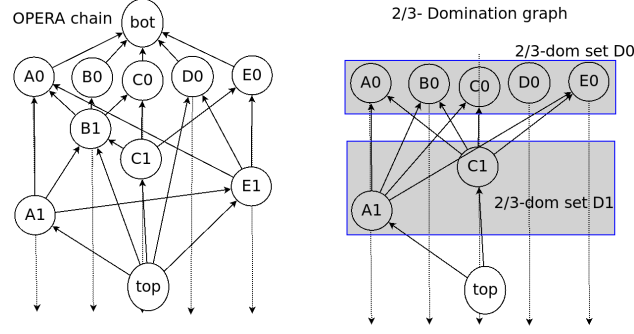 OPERA chain
bot
A0 B0 C0 D0 E0
B1
C1
E1
A1
top
2/3- Domination graph
2/3-dom set D0
A0 B0 C0 D0 E0
C1
2/3-dom set D1
A1
top